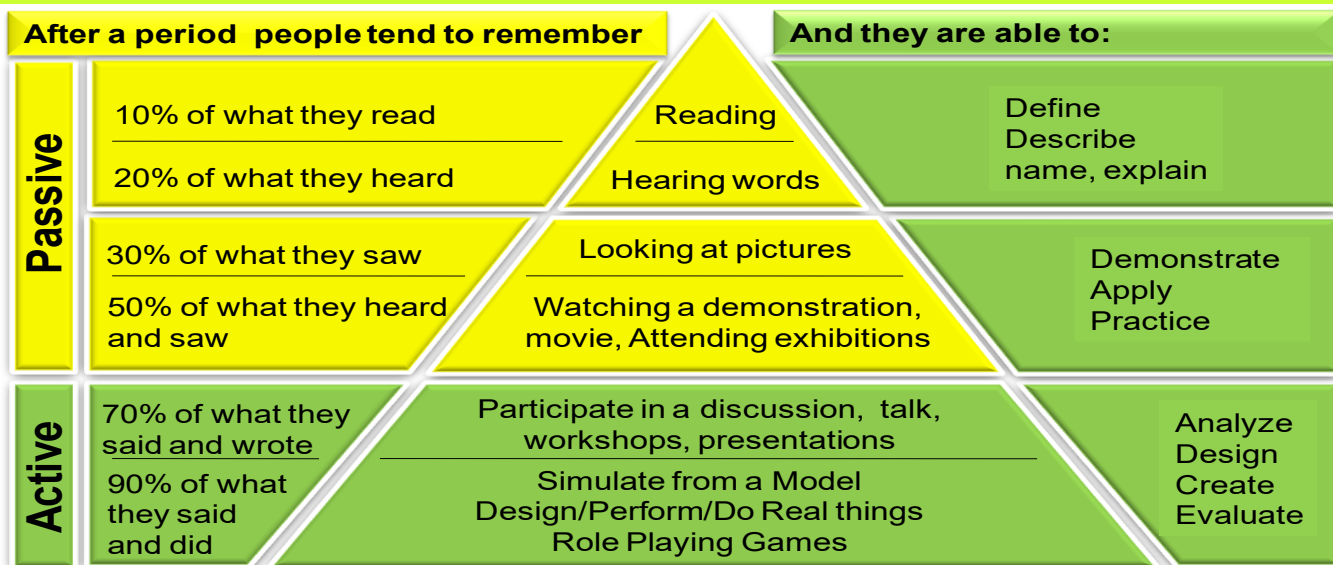 After a period people tend to remember
And they are able to:
Passive
10% of what they read
Reading
20% of what they heard
Hearing words
Define
Describe
name, explain
30% of what they saw
Looking at pictures
50% of what they heard
and saw
Watching a demonstration,
movie, Attending exhibitions
Demonstrate
Apply
Practice
Active
70% of what they
said and wrote
Participate in a discussion, talk,
workshops, presentations
90% of what
they said
and did
Simulate from a Model
Design/Perform/Do Real things
Role Playing Games
Analyze
Design
Create
Evaluate